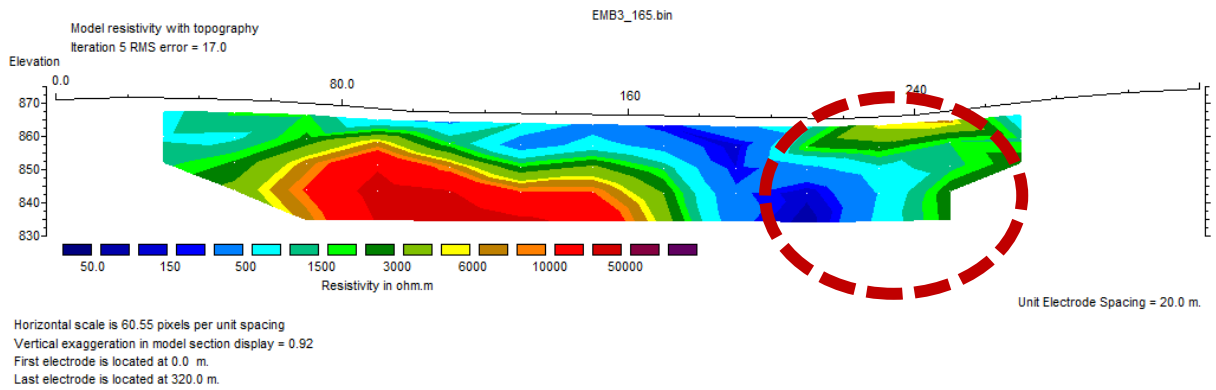 EMB3_165.bin
Model resistivity with topography
Iteration 5 RMS error = 17.0
Elevation
0.0 80.0 160 240
870
860
850
840
830
50.0 150 500 1500 3000 6000 10000 50000
Resistivity in ohm.m
Unit Electrode Spacing = 20.0 m.
Horizontal scale is 60.55 pixels per unit spacing
Vertical exaggeration in model section display = 0.92
First electrode is located at 0.0 m.
Last electrode is located at 320.0 m.